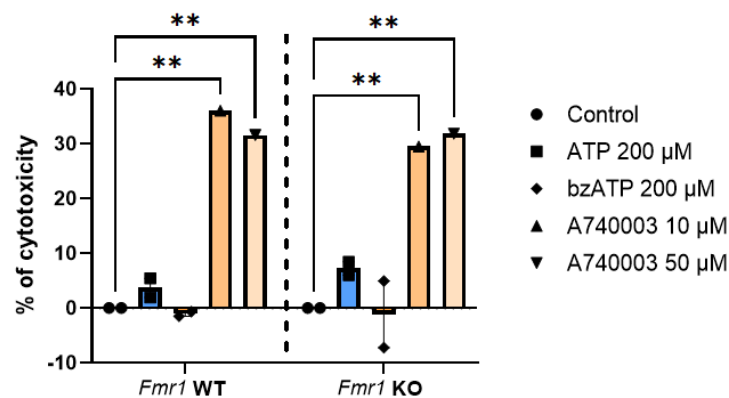 **
**
**
**
40
30
20
10
0
-10
% of cytotoxicity
Fmr1 WT
Fmr1 KO
Control
ATP 200 µM
bzATP 200 µM
A740003 10 µM
A740003 50 µM